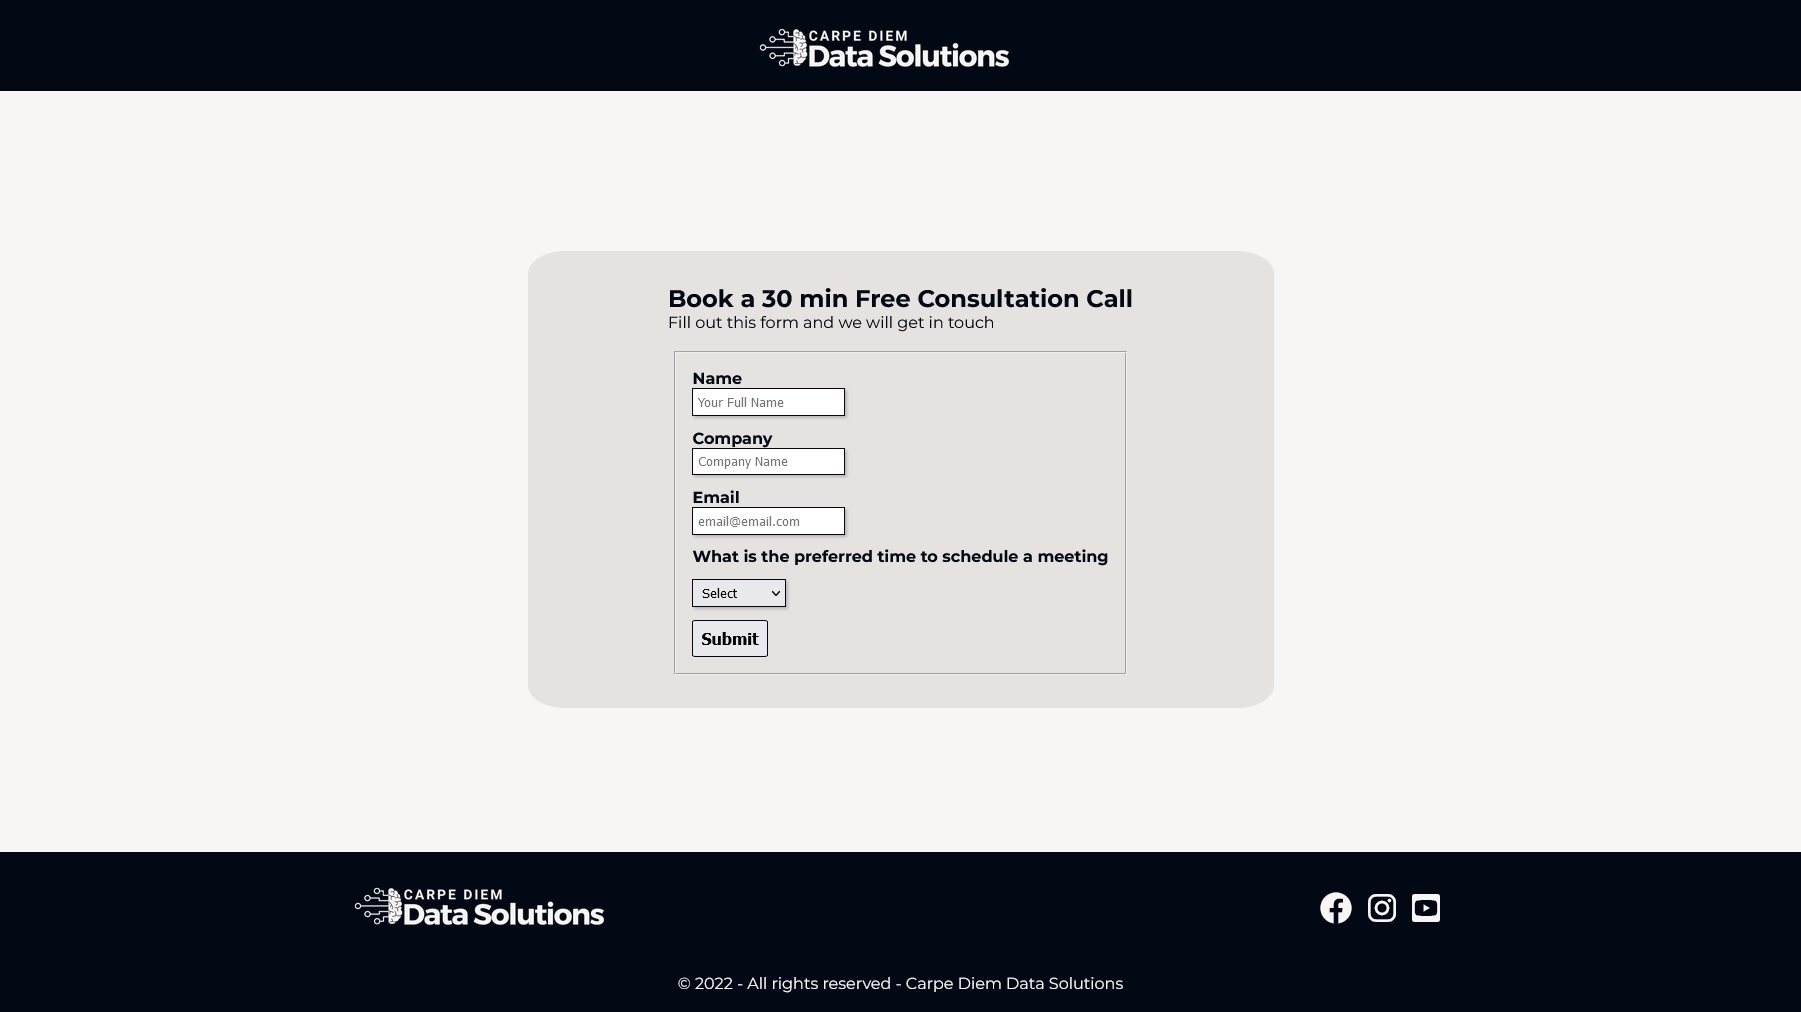 CARPE DIEM
Data Solutions
Book a 30 min Free Consultation Call
Fill out this form and we will get in touch
Name
Your Full Name
Company
Company Name
Email
email@email.com
What is the preferred time to schedule a meeting
Select
Submit
CARPE DIEM
Data Solutions
© 2022 - All rights reserved - Carpe Diem Data Solutions